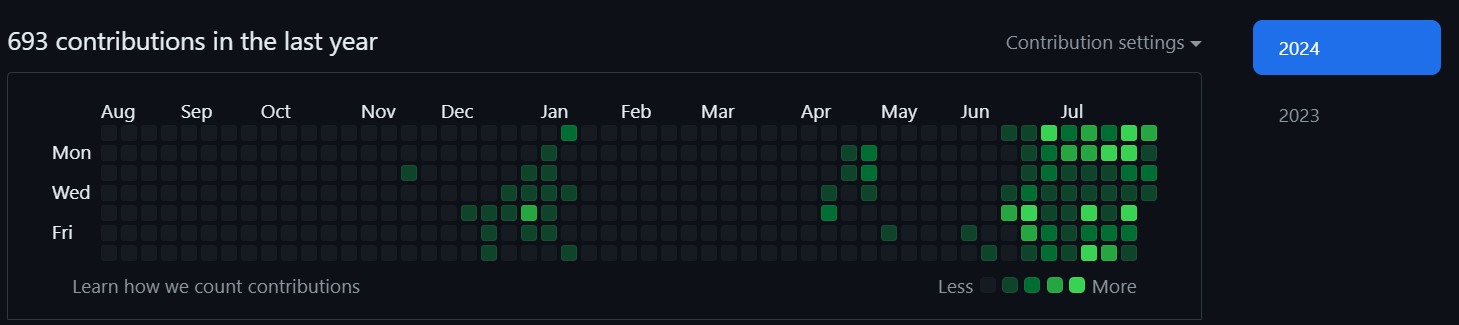 693 contributions in the last year
Contribution settings
2024
2023
Aug Sep Oct Nov Dec Jan Feb Mar Apr May Jun Jul
Mon
Wed
Fri
Learn how we count contributions
Less More